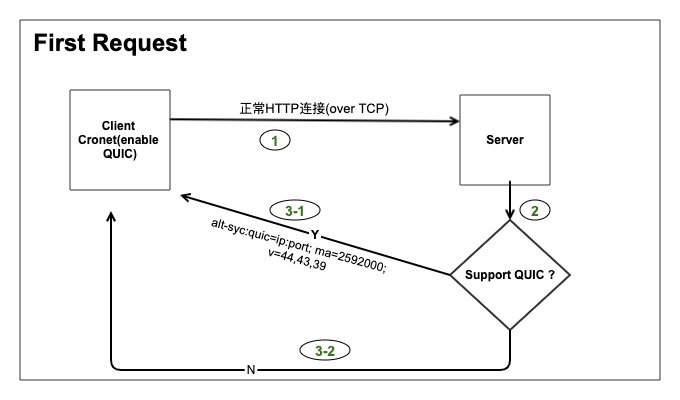 First Request
正常HTTP连接(over TCP)
1
Client
Cronet(enable
QUIC)
Server
2
3-1
Y
alt-syc:quic=ip:port; ma=2592000;
v=44,43,39
Support QUIC ?
3-2
N